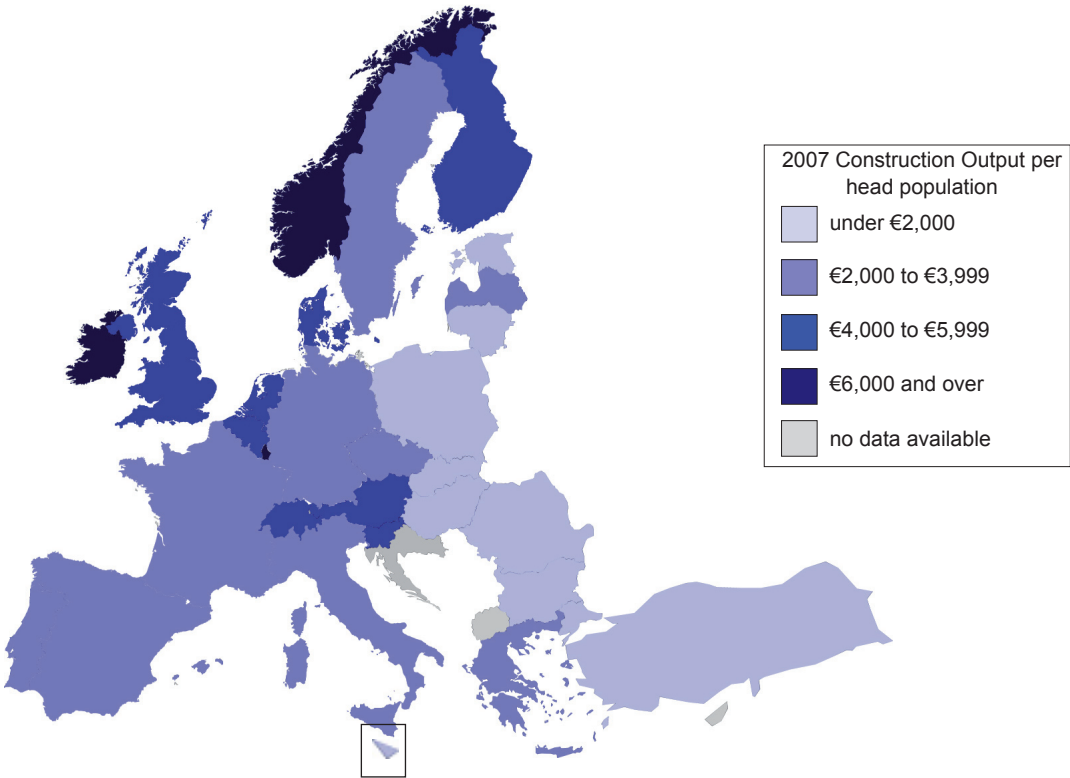 2007 Construction Output per
head population
under €2,000
€2,000 to €3,999
€4,000 to €5,999
€6,000 and over
no data available